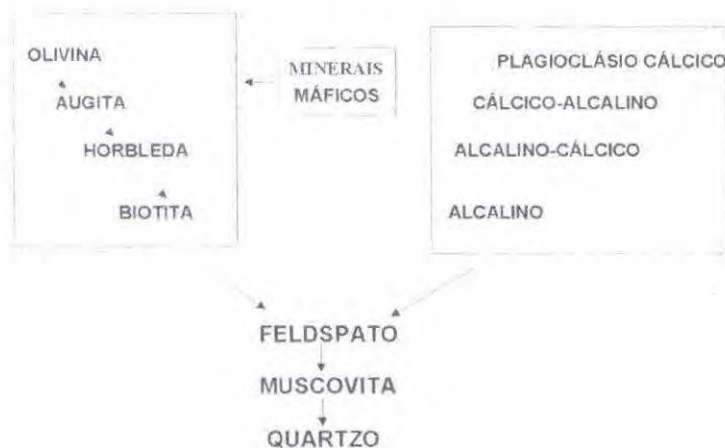 OLIVINA
AUGITA
HORBLEDA
BIOTITA
MINERAIS
MÁFICOS
PLAGIOCLÁSIO CÁLCICO
CÁLCICO-ALCALINO
ALCALINO-CÁLCICO
ALCALINO
FELDSPATO
MUSCOVITA
QUARTZO